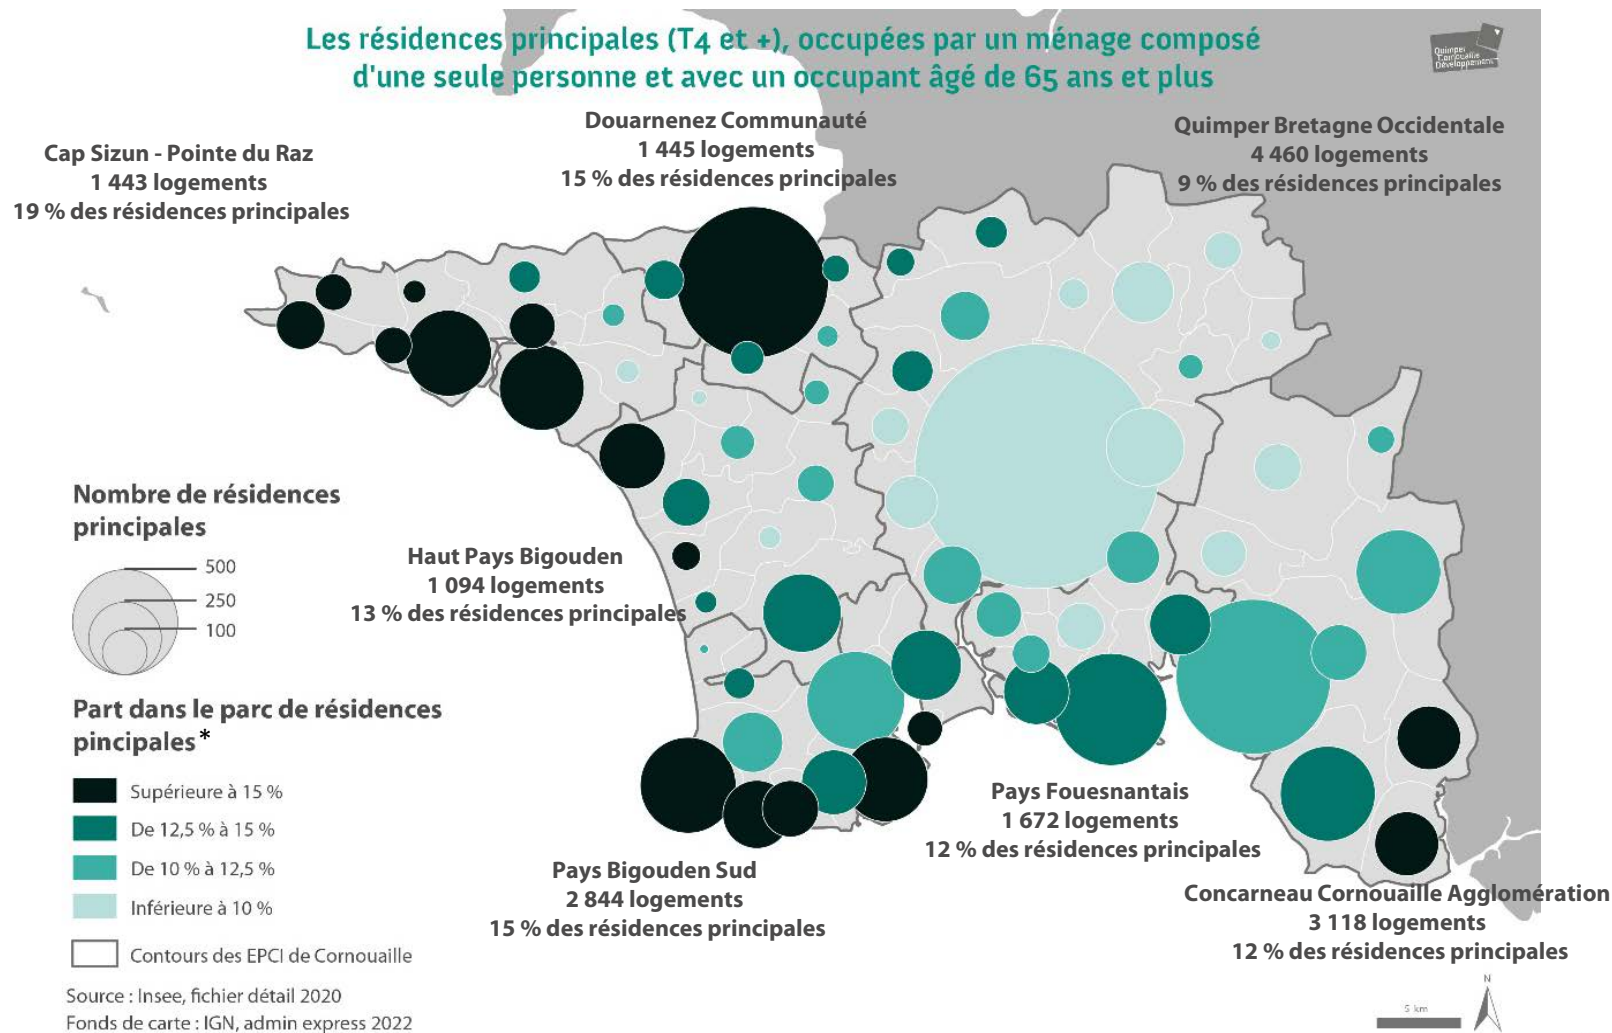 Les résidences principales (T4 et +), occupées par un ménage composé
d'une seule personne et avec un occupant âgé de 65 ans et plus
Quimper
Cornouaille
Développement
Cap Sizun - Pointe du Raz
1 443 logements
19 % des résidences principales
Douarnenez Communauté
1 445 logements
15 % des résidences principales
Quimper Bretagne Occidentale
4 460 logements
9 % des résidences principales
Haut Pays Bigouden
1 094 logements
13 % des résidences principales
Pays Fouesnantais
1 672 logements
12 % des résidences principales
Pays Bigouden Sud
2 844 logements
15 % des résidences principales
Concarneau Cornouaille Agglomération
3 118 logements
12 % des résidences principales
Nombre de résidences
principales
500
250
100
Part dans le parc de résidences
pincipales*
Supérieure à 15 %
De 12,5 % à 15 %
De 10 % à 12,5 %
Inférieure à 10 %
Contours des EPCI de Cornouaille
Source : Insee, fichier détail 2020
Fonds de carte : IGN, admin express 2022
5 km
N